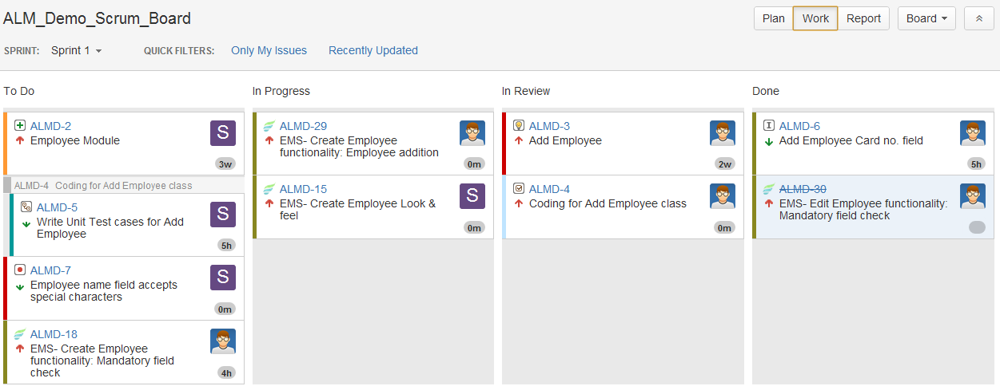 ALM_Demo_Scrum_Board
Plan Work Report Board
SPRINT: Sprint 1 QUICK FILTERS: Only My Issues Recently Updated
To Do
ALMD-2
Employee Module
S
3w
ALMD-4 Coding for Add Employee class
ALMD-5
Write Unit Test cases for Add
Employee
S
5h
ALMD-7
Employee name field accepts
special characters
S
0m
ALMD-18
EMS- Create Employee
functionality: Mandatory field
check
4h
In Progress
ALMD-29
EMS- Create Employee
functionality: Employee addition
0m
ALMD-15
EMS- Create Employee Look &
feel
S
0m
In Review
ALMD-3
Add Employee
2w
ALMD-4
Coding for Add Employee class
0m
Done
ALMD-6
Add Employee Card no. field
5h
ALMD-30
EMS- Edit Employee functionality:
Mandatory field check